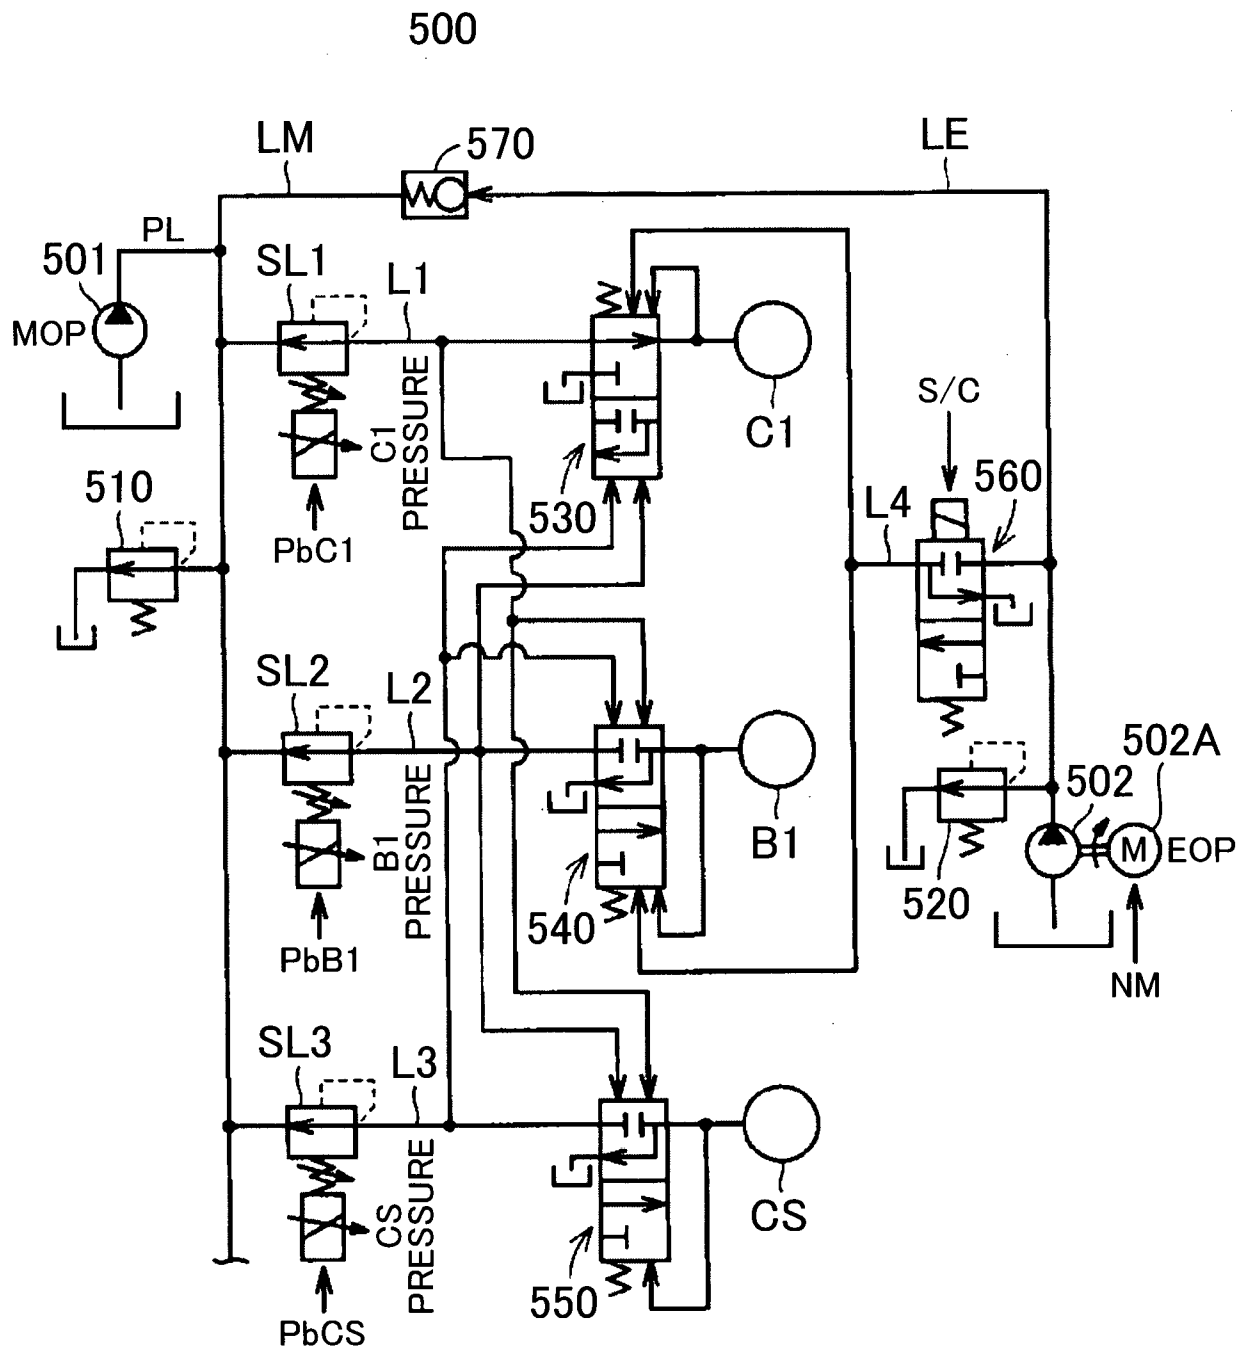 500
LM
570
LE
PL
501
MOP
SL1
L1
C1
PRESSURE
PbC1
530
C1
S/C
560
L4
510
SL2
L2
B1
PRESSURE
PbB1
540
B1
502A
502
M
EOP
520
NM
SL3
L3
CS
PRESSURE
PbCS
550
CS